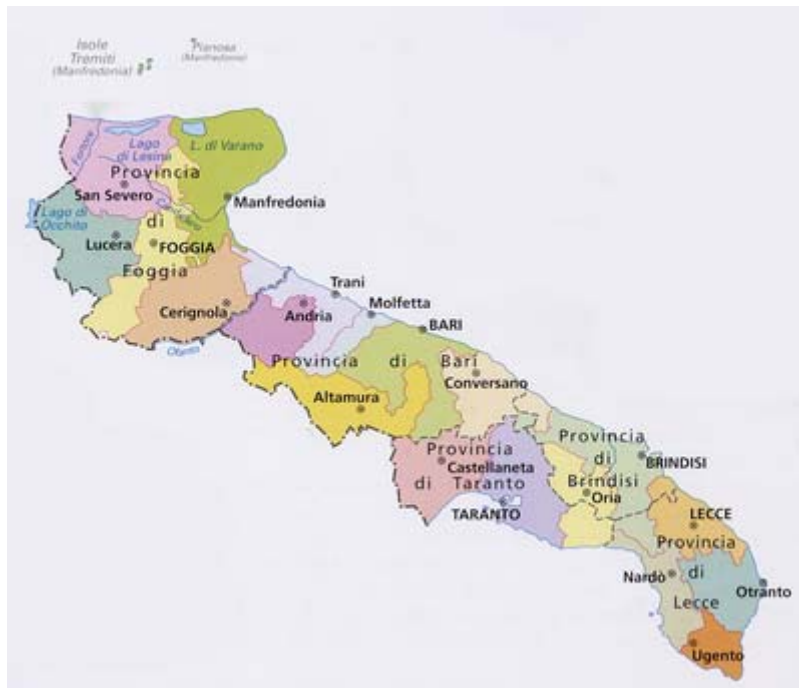 Isole
Tremiti
(Manfredonia)
Pianosa
(Manfredonia)
Fortore
Lago
di Lesina
L. di Varano
Provincia
San Severo
Manfredonia
Lago di
Occhito
di
Lucera
FOGGIA
Foggia
Cerignola
Trani
Andria
Molfetta
BARI
Ofanto
Provincia di Bari
Conversano
Altamura
Provincia
Castellaneta
di Taranto
TARANTO
Provincia
di
BRINDISI
Brindisi
Oria
LECCE
Provincia
Nardò
di
Otranto
Lecce
Ugento